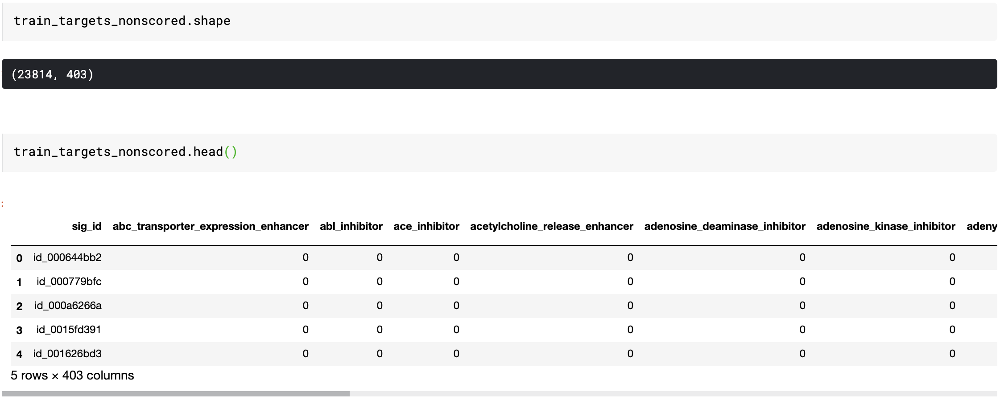 train_targets_nonscored.shape
(23814, 403)
train_targets_nonscored.head()
:
sig_id abc_transporter_expression_enhancer abl_inhibitor ace_inhibitor acetylcholine_release_enhancer adenosine_deaminase_inhibitor adenosine_kinase_inhibitor adeny
0 id_000644bb2 0 0 0 0 0 0
1 id_000779bfc 0 0 0 0 0 0
2 id_000a6266a 0 0 0 0 0 0
3 id_0015fd391 0 0 0 0 0 0
4 id_001626bd3 0 0 0 0 0 0
5 rows × 403 columns